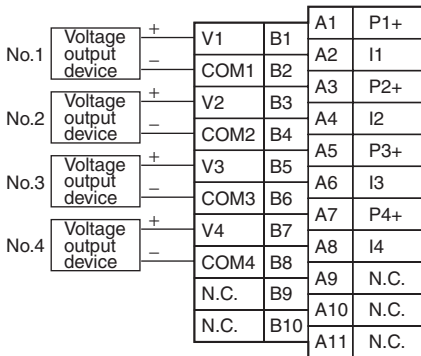 A1 P1+
No.1 Voltage output device + V1 B1
A2 I1
− COM1 B2
A3 P2+
No.2 Voltage output device + V2 B3
A4 I2
− COM2 B4
A5 P3+
No.3 Voltage output device + V3 B5
A6 I3
− COM3 B6
A7 P4+
No.4 Voltage output device + V4 B7
A8 I4
− COM4 B8
A9 N.C.
N.C. B9
A10 N.C.
N.C. B10
A11 N.C.